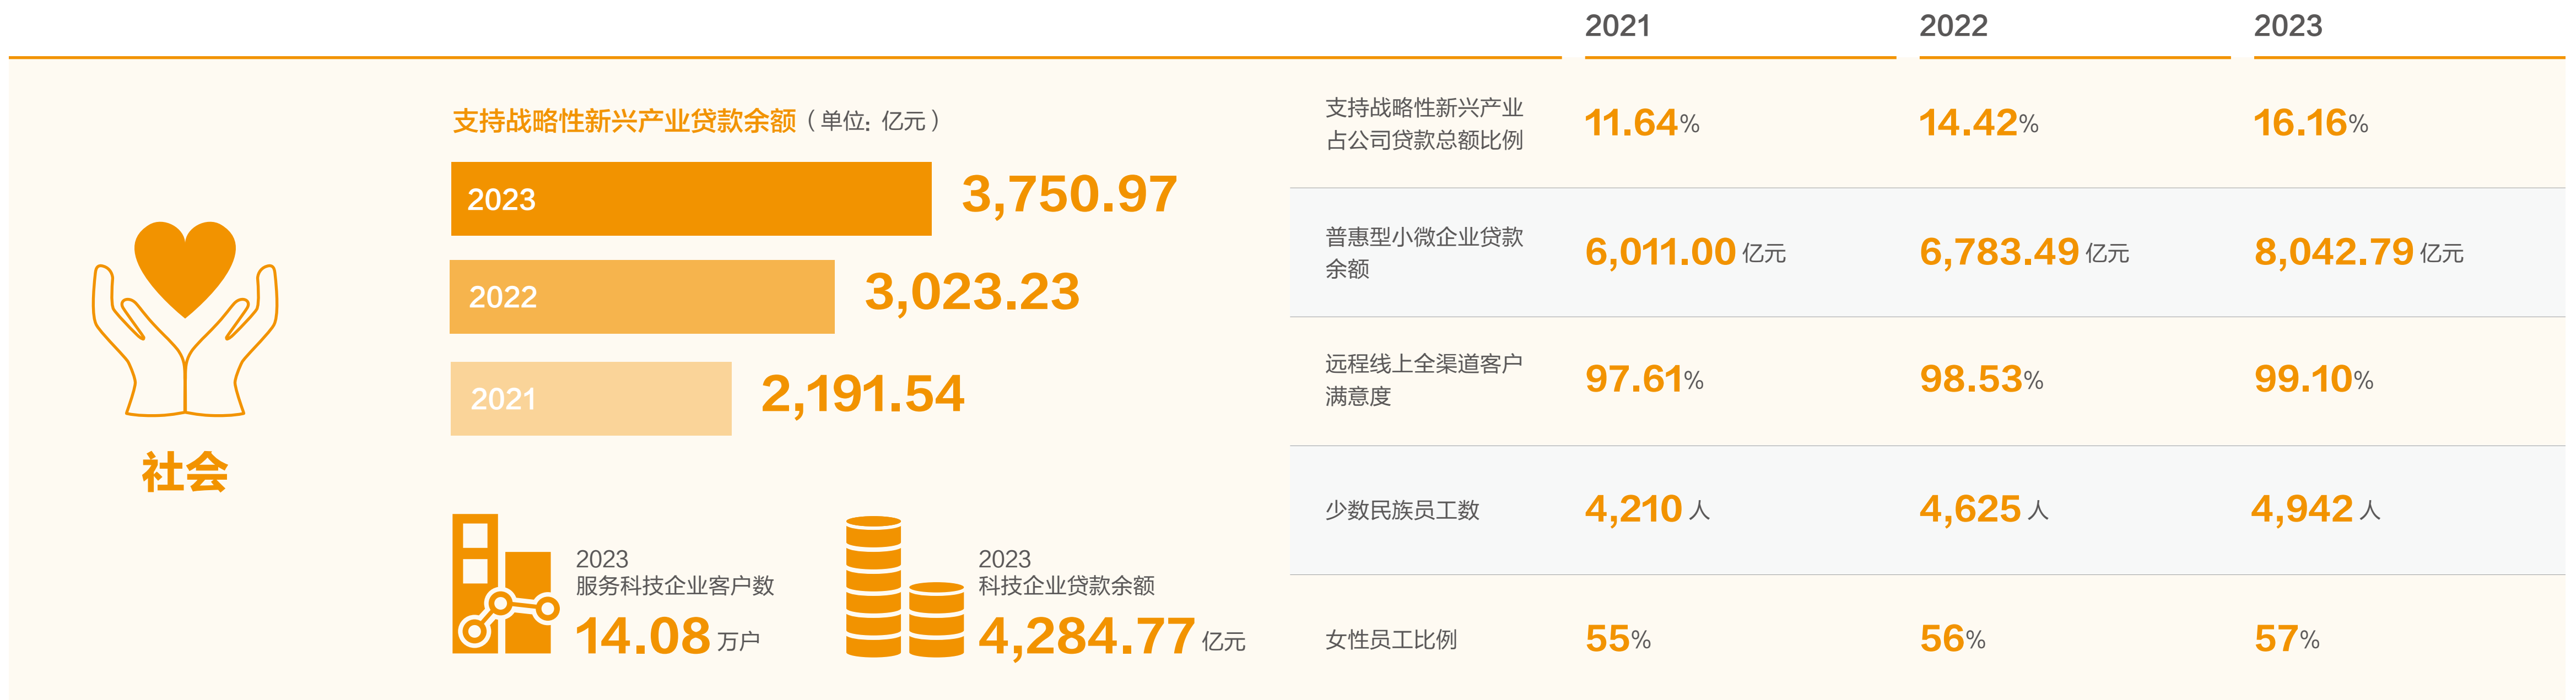 社会
支持战略性新兴产业贷款余额（单位: 亿元）
2023 3,750.97
2022 3,023.23
2021 2,191.54
2023
服务科技企业客户数
14.08 万户
2023
科技企业贷款余额
4,284.77 亿元
2021 2022 2023
支持战略性新兴产业
占公司贷款总额比例
11.64% 14.42% 16.16%
普惠型小微企业贷款
余额
6,011.00 亿元 6,783.49 亿元 8,042.79 亿元
远程线上全渠道客户
满意度
97.61% 98.53% 99.10%
少数民族员工数 4,210 人 4,625 人 4,942 人
女性员工比例 55% 56% 57%